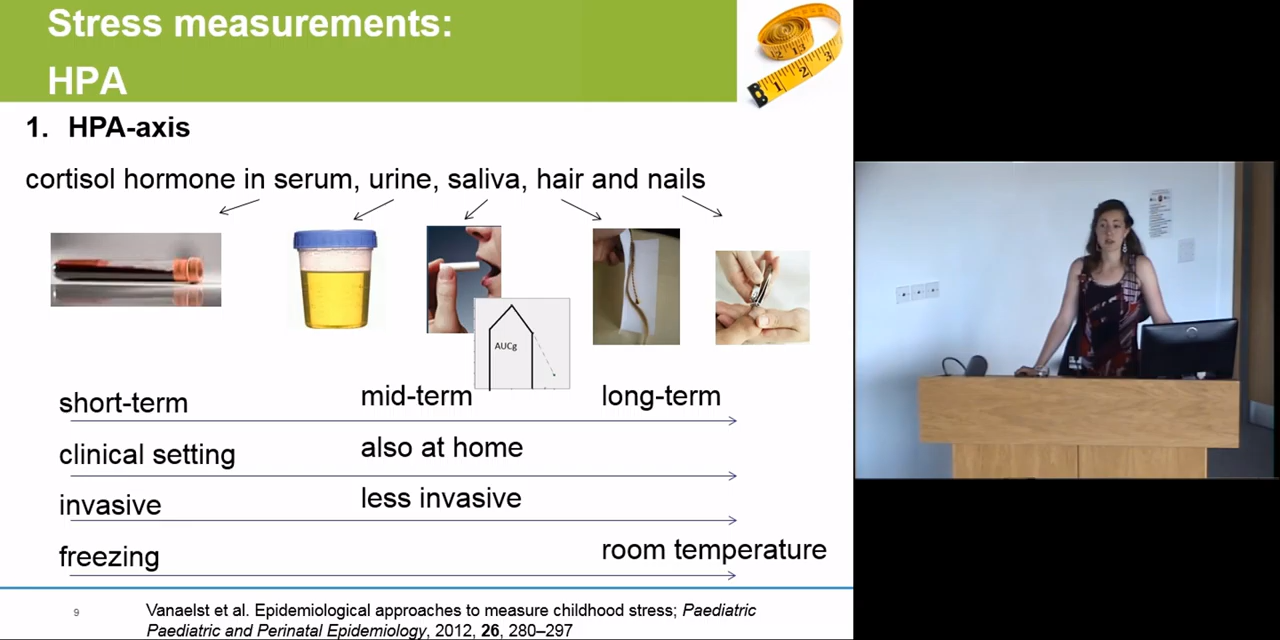 Stress measurements:
HPA
1. HPA-axis
cortisol hormone in serum, urine, saliva, hair and nails
AUCg
short-term
mid-term
long-term
clinical setting
also at home
invasive
less invasive
freezing
room temperature
9
Vanaelst et al. Epidemiological approaches to measure childhood stress; Paediatric
Paediatric and Perinatal Epidemiology, 2012, 26, 280–297